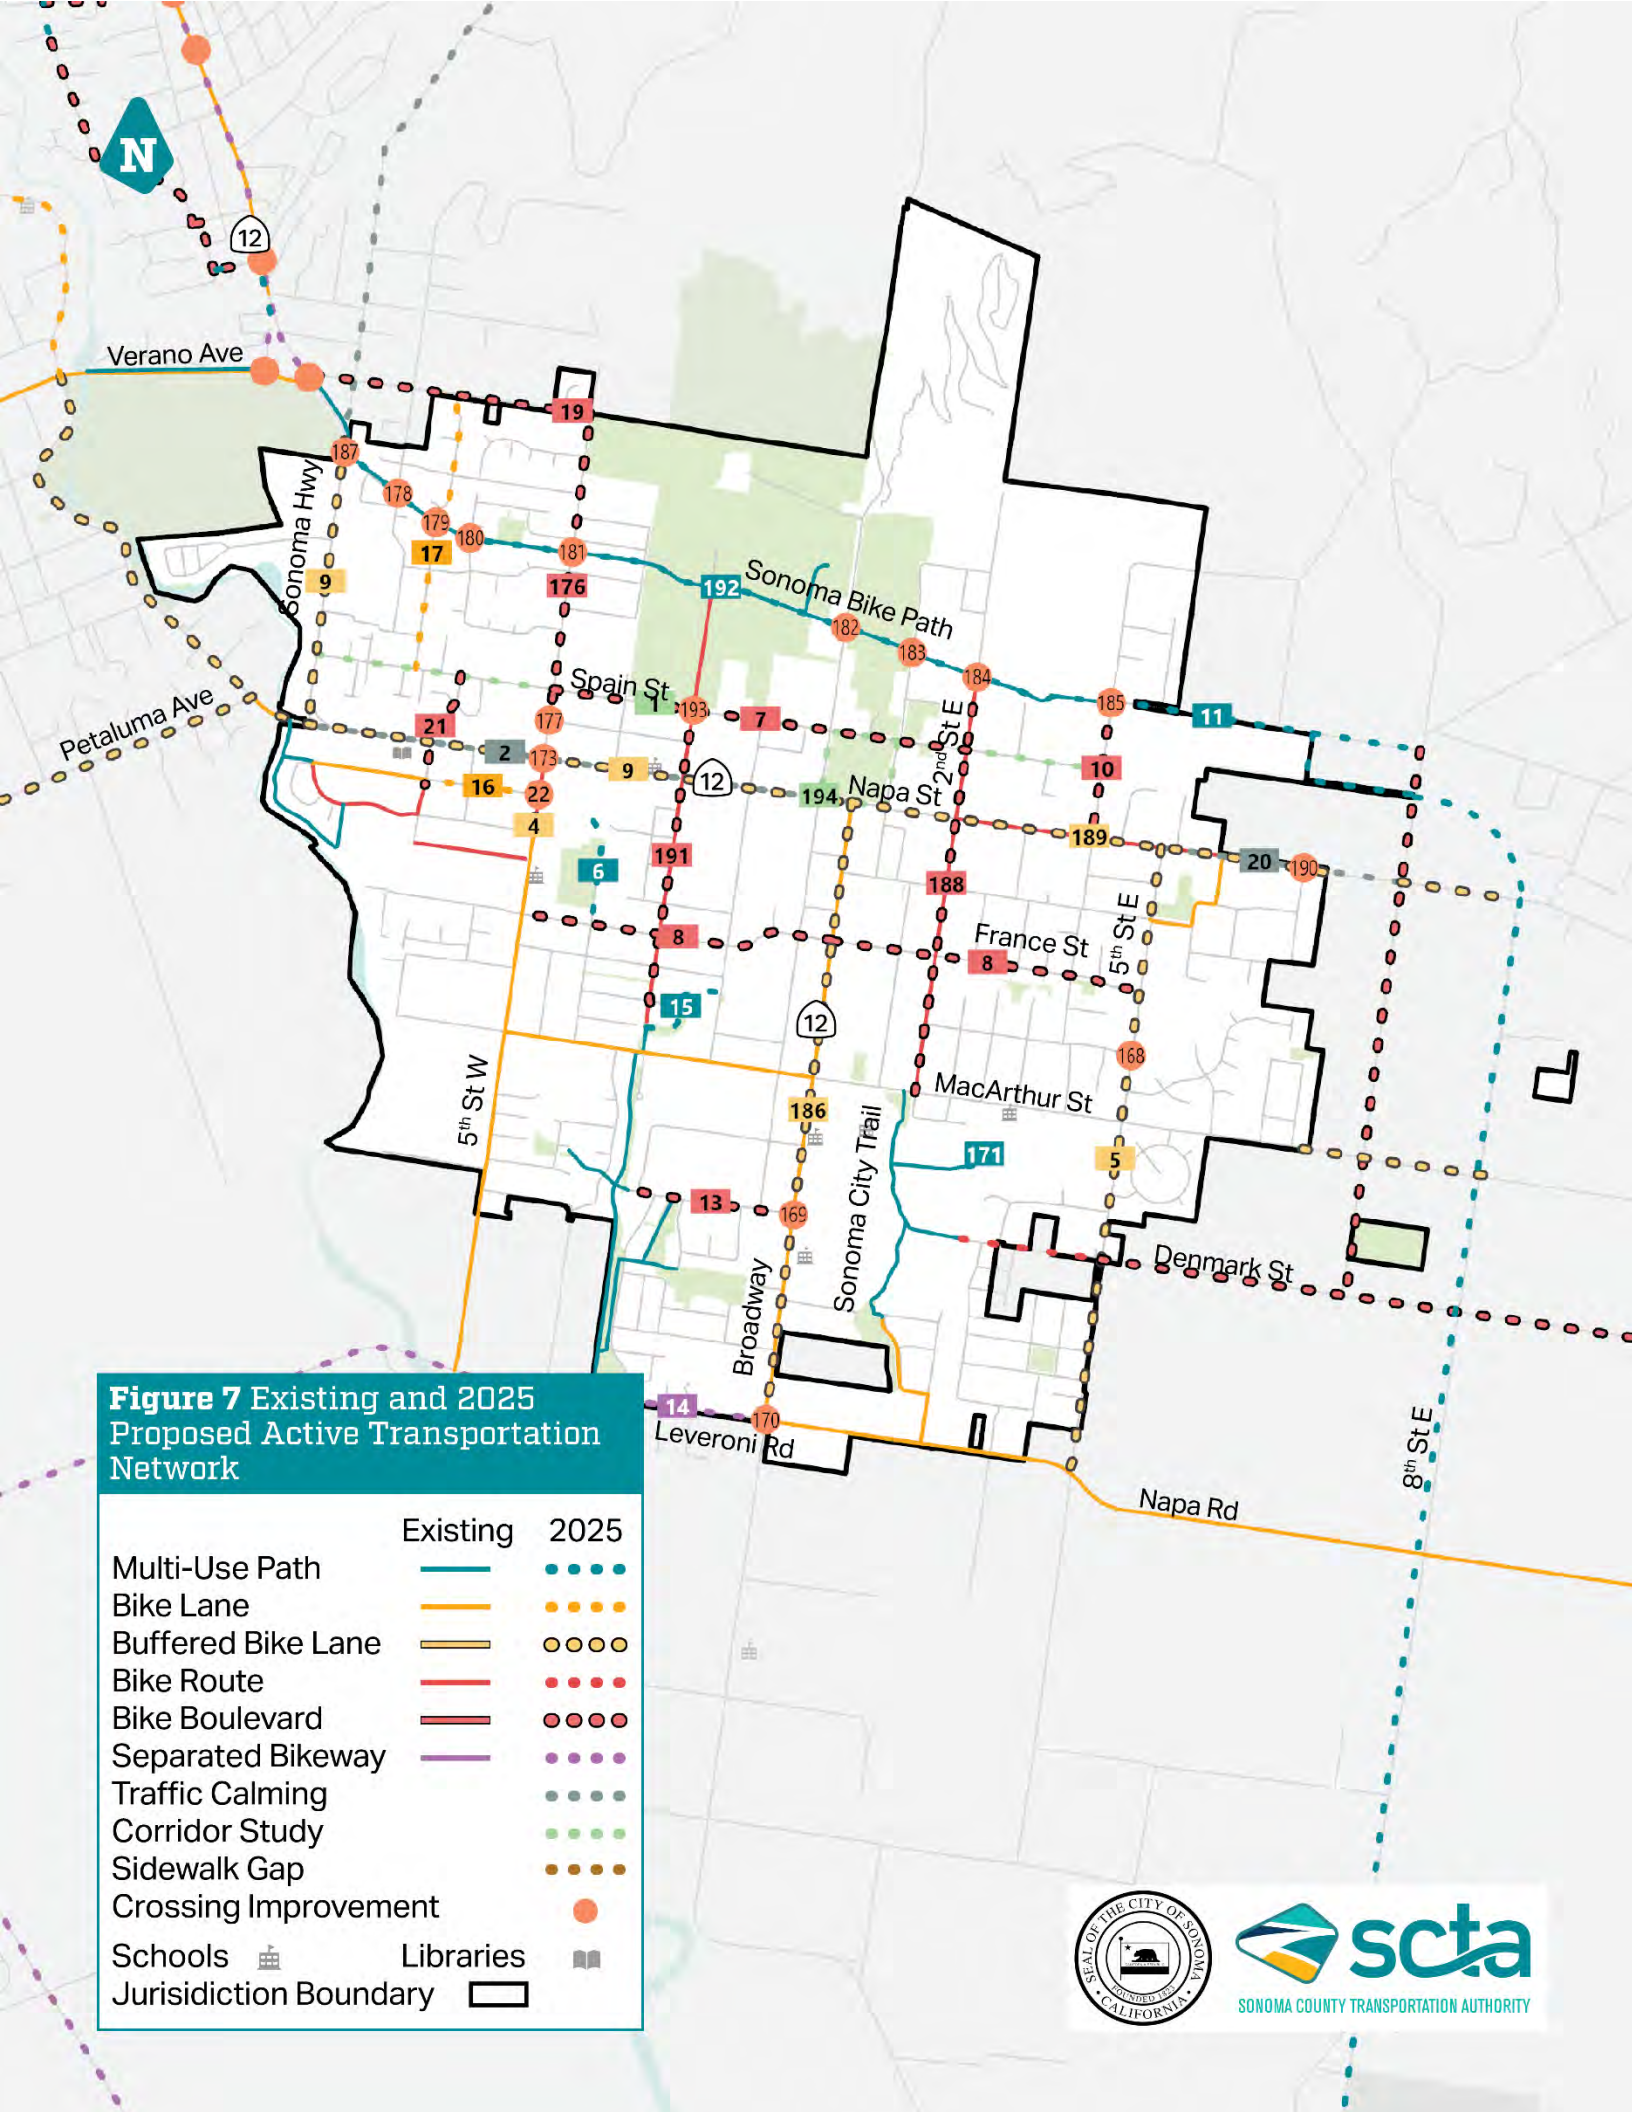 N
12
Verano Ave
19
187
Sonoma Hwy
178
179
180
17
181
9
176
192
Sonoma Bike Path
182
183
184
185
Spain St
1
193
7
11
Petaluma Ave
21
177
2
173
9
12
2nd St E
10
16
22
194
Napa St
4
189
20
190
191
6
188
8
France St
8
5th St E
15
12
168
5th St W
MacArthur St
186
Sonoma City Trail
171
5
13
169
Denmark St
Broadway
14
170
Leveroni Rd
8th St E
Napa Rd
Figure 7 Existing and 2025
Proposed Active Transportation
Network
Existing 2025
Multi-Use Path
Bike Lane
Buffered Bike Lane
Bike Route
Bike Boulevard
Separated Bikeway
Traffic Calming
Corridor Study
Sidewalk Gap
Crossing Improvement
Schools Libraries
Jurisidiction Boundary
SEAL OF THE CITY OF SONOMA
FOUNDED 1823
• CALIFORNIA •
scta
SONOMA COUNTY TRANSPORTATION AUTHORITY